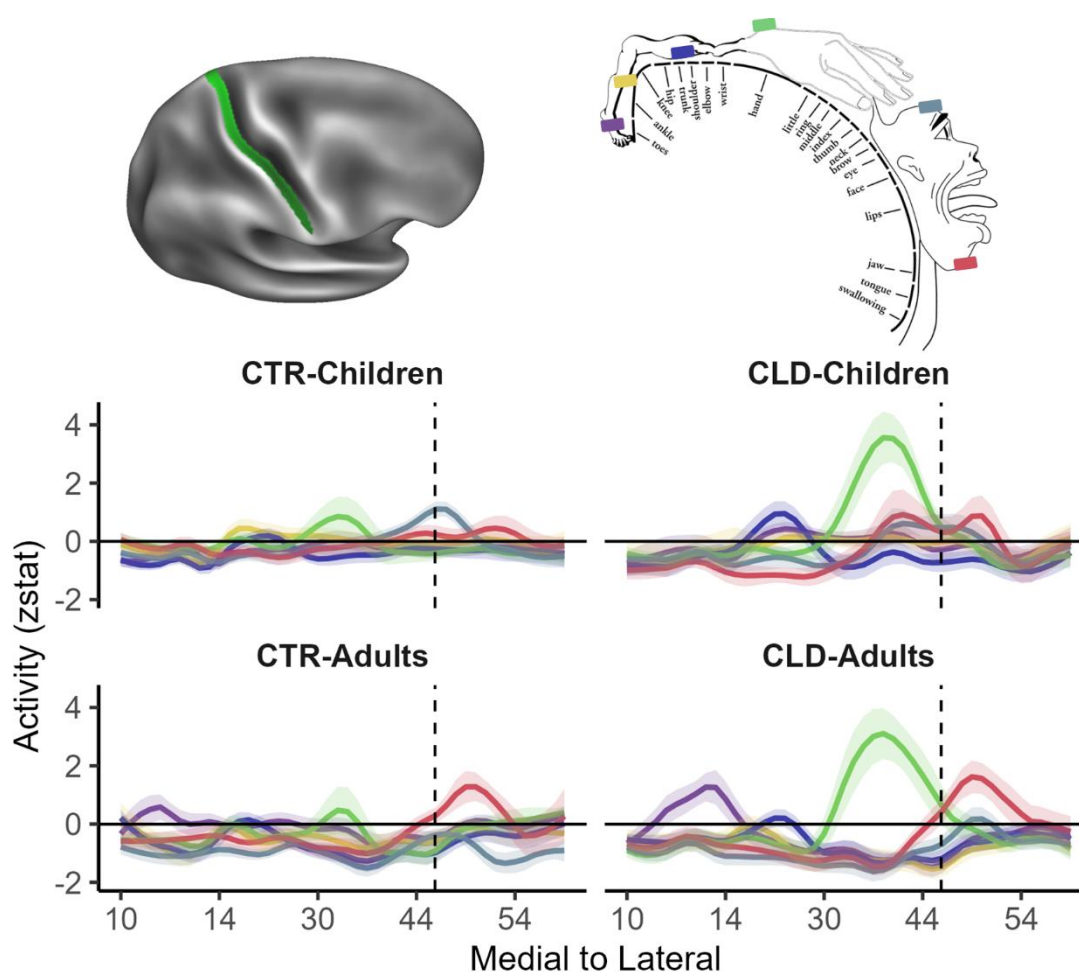 hip
knee
ankle
toes
trunk
shoulder
elbow
wrist
hand
little
ring
middle
index
thumb
neck
brow
eye
face
lips
jaw
tongue
swallowing
CTR-Children
CLD-Children
4
2
0
-2
CTR-Adults
CLD-Adults
4
2
0
-2
10 14 30 44 54
10 14 30 44 54
Activity (zstat)
Medial to Lateral